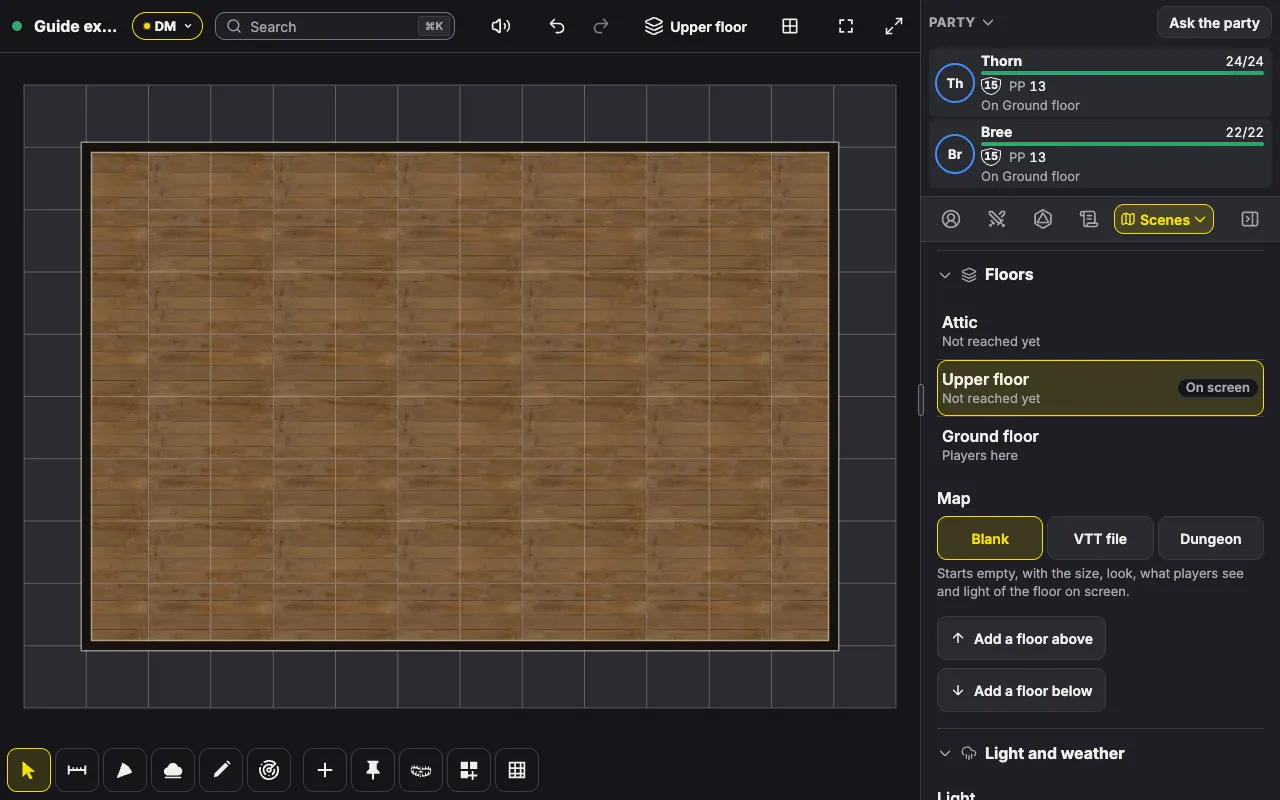 Guide ex...
DM
Search
⌘K
Upper floor
PARTY
Ask the party
Th
Thorn
24/24
15
PP 13
On Ground floor
Br
Bree
22/22
15
PP 13
On Ground floor
Scenes
Floors
Attic
Not reached yet
Upper floor
Not reached yet
On screen
Ground floor
Players here
Map
Blank
VTT file
Dungeon
Starts empty, with the size, look, what players see
and light of the floor on screen.
Add a floor above
Add a floor below
Light and weather
Light